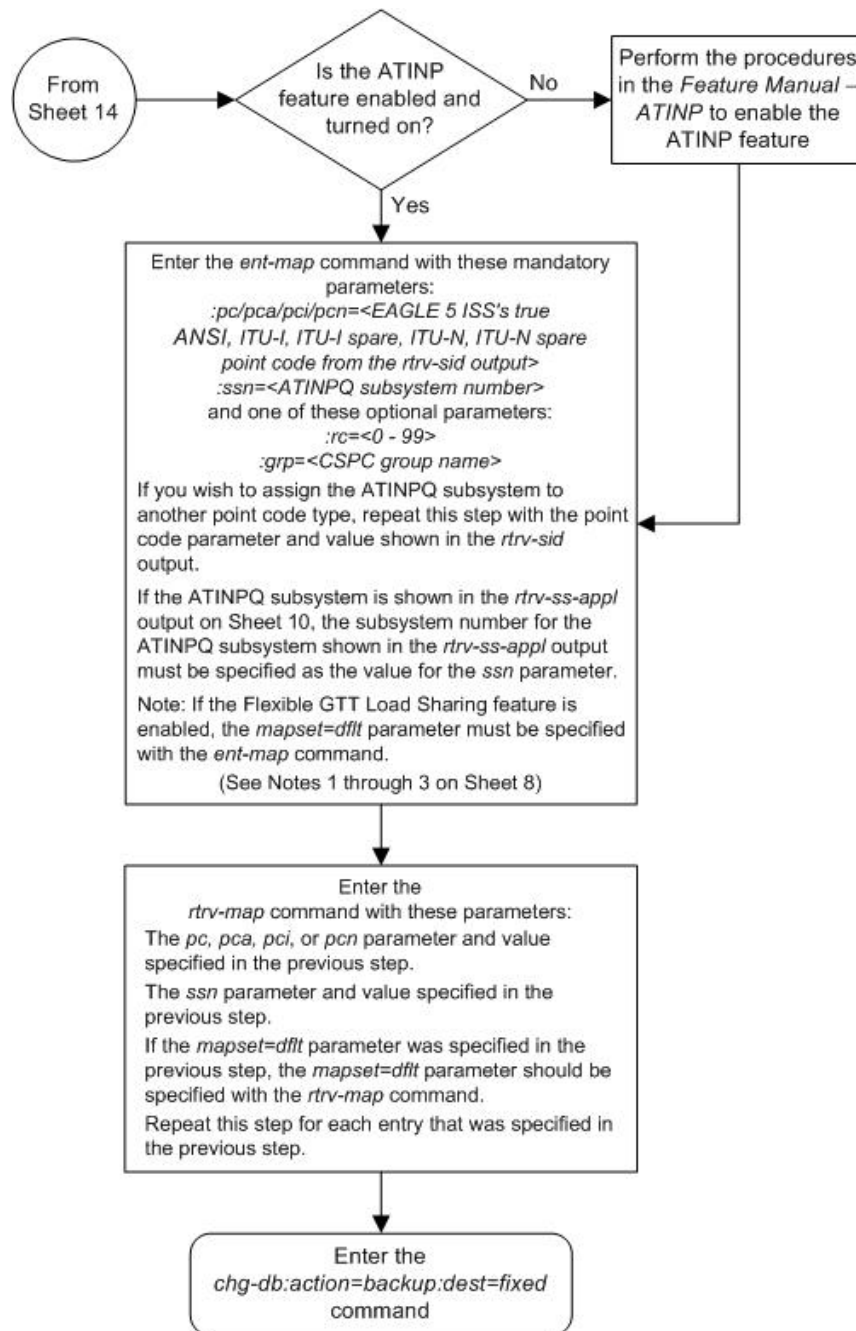 From
Sheet 14
Is the ATINP
feature enabled and
turned on?
No
Perform the procedures
in the Feature Manual –
ATINP to enable the
ATINP feature
Yes
Enter the ent-map command with these mandatory
parameters:
:pc/pca/pci/pcn=<EAGLE 5 ISS's true
ANSI, ITU-I, ITU-I spare, ITU-N, ITU-N spare
point code from the rtrv-sid output>
:ssn=<ATINPQ subsystem number>
and one of these optional parameters:
:rc=<0 - 99>
:grp=<CSPC group name>
If you wish to assign the ATINPQ subsystem to
another point code type, repeat this step with the point
code parameter and value shown in the rtrv-sid
output.
If the ATINPQ subsystem is shown in the rtrv-ss-appl
output on Sheet 10, the subsystem number for the
ATINPQ subsystem shown in the rtrv-ss-appl output
must be specified as the value for the ssn parameter.
Note: If the Flexible GTT Load Sharing feature is
enabled, the mapset=dflt parameter must be specified
with the ent-map command.
(See Notes 1 through 3 on Sheet 8)
Enter the
rtrv-map command with these parameters:
The pc, pca, pci, or pcn parameter and value
specified in the previous step.
The ssn parameter and value specified in the
previous step.
If the mapset=dflt parameter was specified in the
previous step, the mapset=dflt parameter should be
specified with the rtrv-map command.
Repeat this step for each entry that was specified in
the previous step.
Enter the
chg-db:action=backup:dest=fixed
command